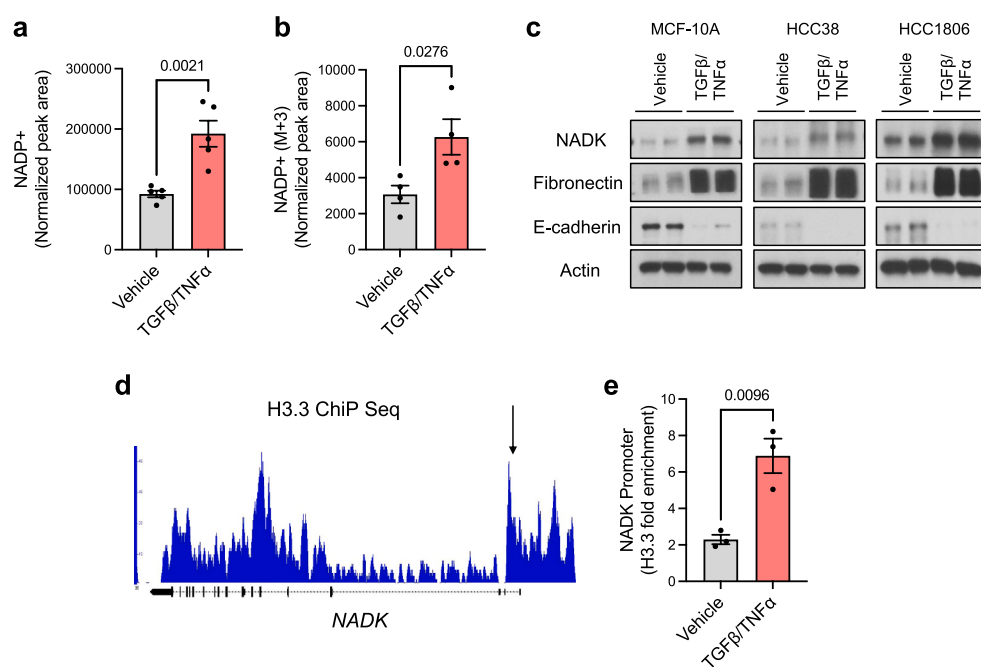 a
NADP+
(Normalized peak area)
300000
200000
100000
0
0.0021
Vehicle
TGFβ/TNFα
b
NADP+ (M+3)
(Normalized peak area)
10000
8000
6000
4000
2000
0
0.0276
Vehicle
TGFβ/TNFα
c
MCF-10A HCC38 HCC1806
Vehicle TGFβ/ TNFα Vehicle TGFβ/ TNFα Vehicle TGFβ/ TNFα
NADK
Fibronectin
E-cadherin
Actin
d
H3.3 ChiP Seq
NADK
e
NADK Promoter
(H3.3 fold enrichment)
10
8
6
4
2
0
0.0096
Vehicle
TGFβ/TNFα